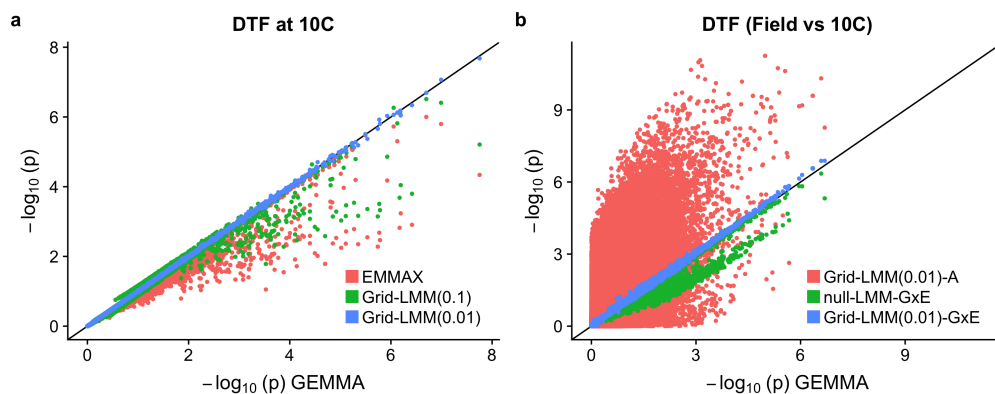 a
DTF at 10C
8
6
4
2
0
0
2
4
6
8
−log10 (p)
−log10 (p) GEMMA
EMMAX
Grid-LMM(0.1)
Grid-LMM(0.01)
b
DTF (Field vs 10C)
9
6
3
0
0
3
6
9
−log10 (p)
−log10 (p) GEMMA
Grid-LMM(0.01)-A
null-LMM-GxE
Grid-LMM(0.01)-GxE